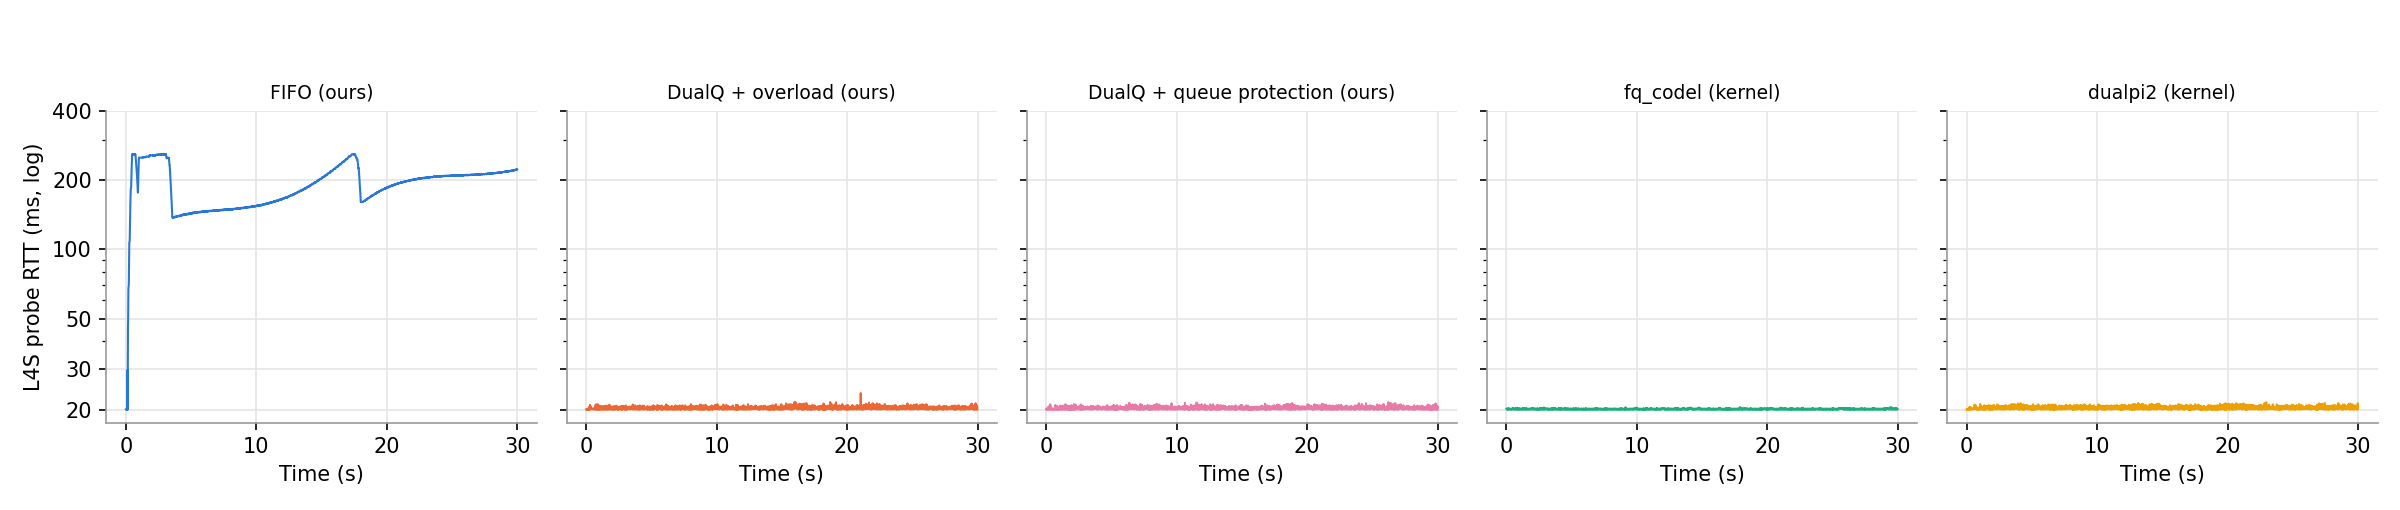 FIFO (ours)
DualQ + overload (ours)
DualQ + queue protection (ours)
fq_codel (kernel)
dualpi2 (kernel)
L4S probe RTT (ms, log)
400
200
100
50
30
20
0 10 20 30
0 10 20 30
0 10 20 30
0 10 20 30
0 10 20 30
Time (s)
Time (s)
Time (s)
Time (s)
Time (s)